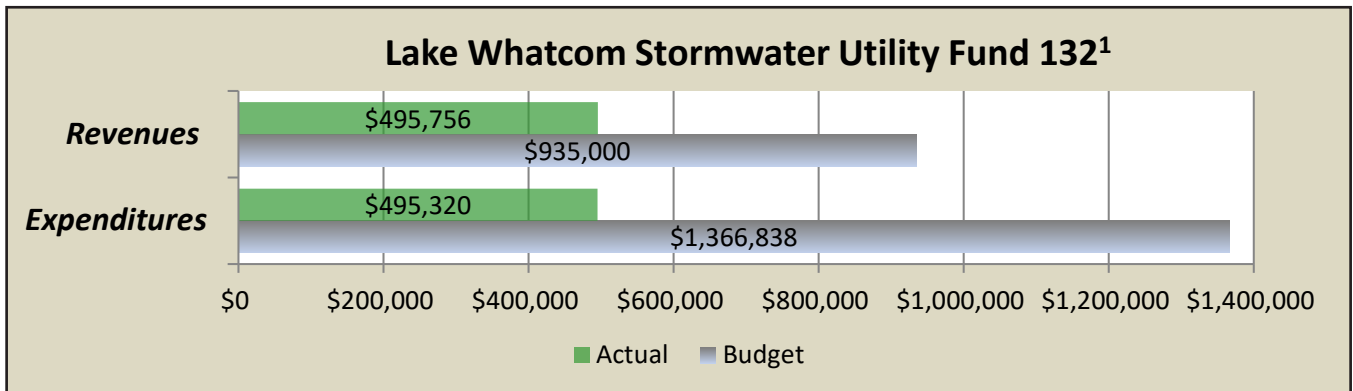 Lake Whatcom Stormwater Utility Fund 132¹
Revenues
$495,756
$935,000
Expenditures
$495,320
$1,366,838
$0 $200,000 $400,000 $600,000 $800,000 $1,000,000 $1,200,000 $1,400,000
Actual Budget